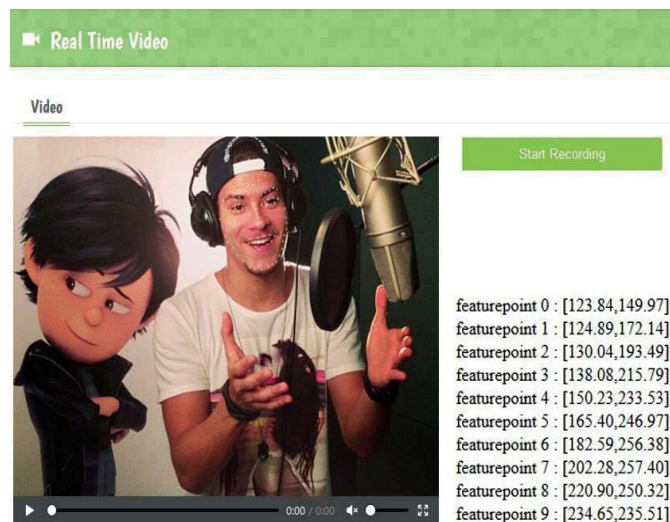 Real Time Video
Video
Start Recording
featurepoint 0 : [123.84,149.97]
featurepoint 1 : [124.89,172.14]
featurepoint 2 : [130.04,193.49]
featurepoint 3 : [138.08,215.79]
featurepoint 4 : [150.23,233.53]
featurepoint 5 : [165.40,246.97]
featurepoint 6 : [182.59,256.38]
featurepoint 7 : [202.28,257.40]
featurepoint 8 : [220.90,250.32]
featurepoint 9 : [234.65,235.51]
0:00 / 0:00